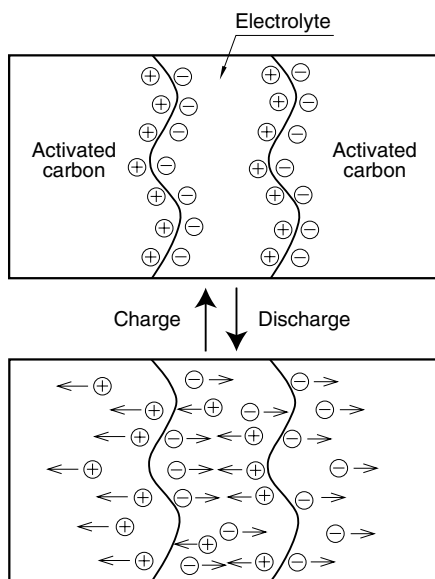 Electrolyte
Activated
carbon
Activated
carbon
Charge
Discharge